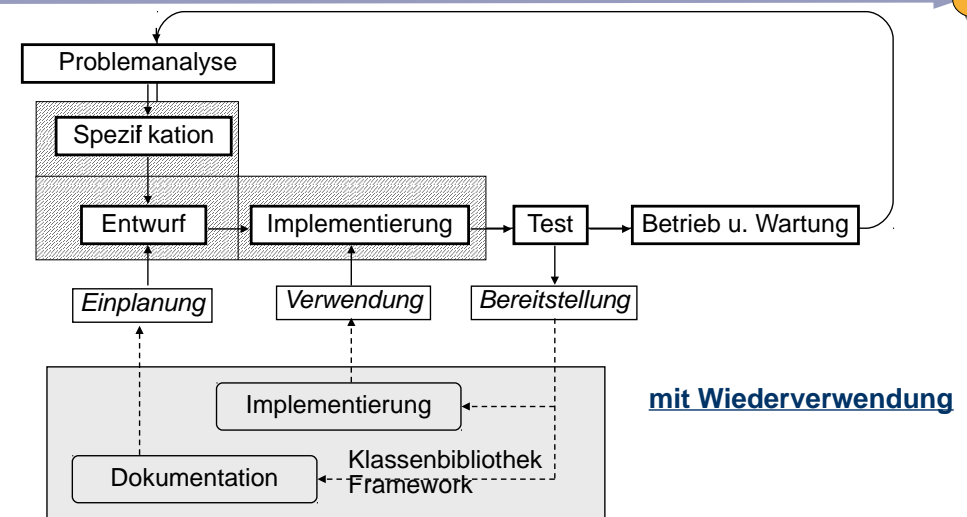 Problemanalyse
Spezif kation
Entwurf
Implementierung
Test
Betrieb u. Wartung
Einplanung
Verwendung
Bereitstellung
Implementierung
mit Wiederverwendung
Klassenbibliothek
Framework
Dokumentation